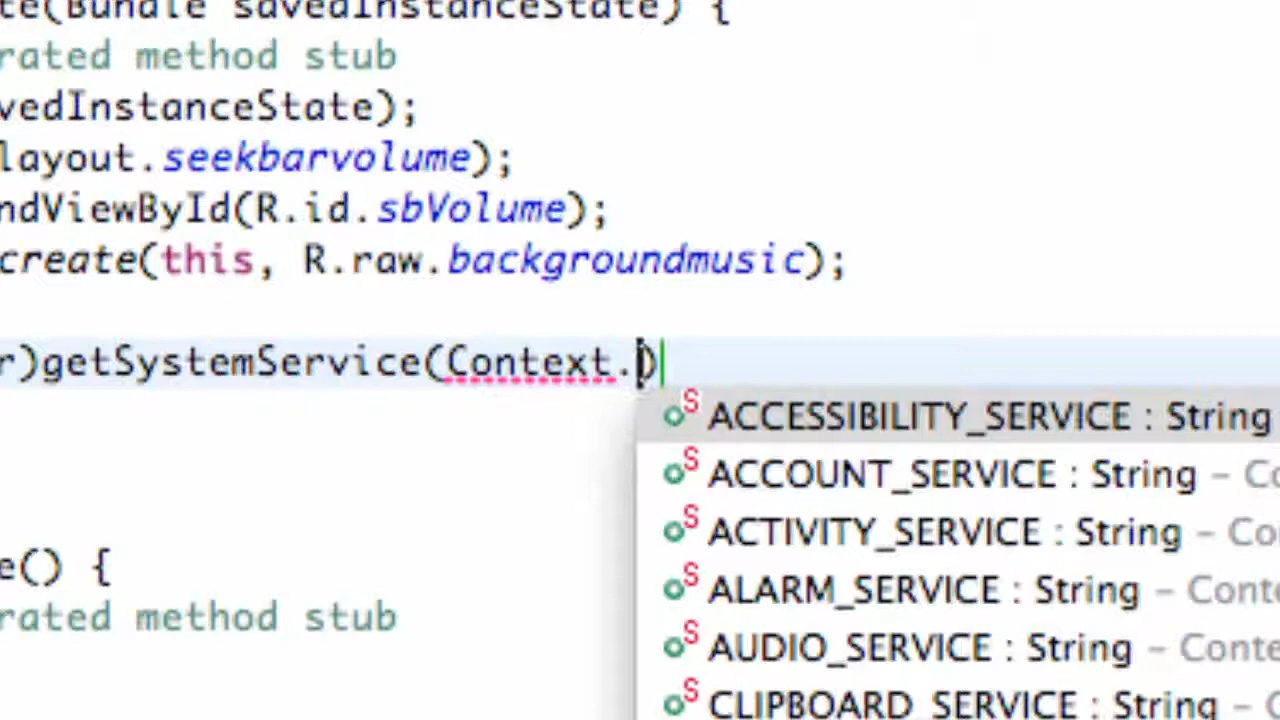 te(Bundle savedInstanceState) {
rated method stub
vedInstanceState);
layout.seekbarvolume);
ndViewById(R.id.sbVolume);
create(this, R.raw.backgroundmusic);
r)getSystemService(Context.)
ACCESSIBILITY_SERVICE : String
ACCOUNT_SERVICE : String – Co
ACTIVITY_SERVICE : String – Co
ALARM_SERVICE : String – Conte
AUDIO_SERVICE : String – Conte
CLIPBOARD_SERVICE : String – C
e() {
rated method stub